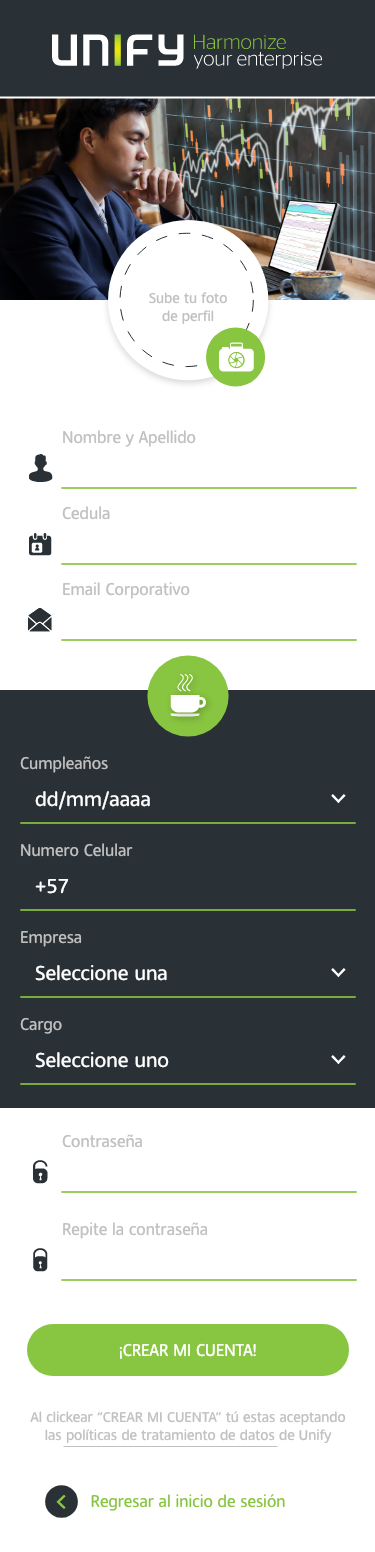 UNIFY Harmonize
your enterprise
Sube tu foto
de perfil
Nombre y Apellido
Cedula
Email Corporativo
Cumpleaños
dd/mm/aaaa
Numero Celular
+57
Empresa
Seleccione una
Cargo
Seleccione uno
Contraseña
Repite la contraseña
¡CREAR MI CUENTA!
Al clickear “CREAR MI CUENTA” tú estas aceptando
las políticas de tratamiento de datos de Unify
Regresar al inicio de sesión